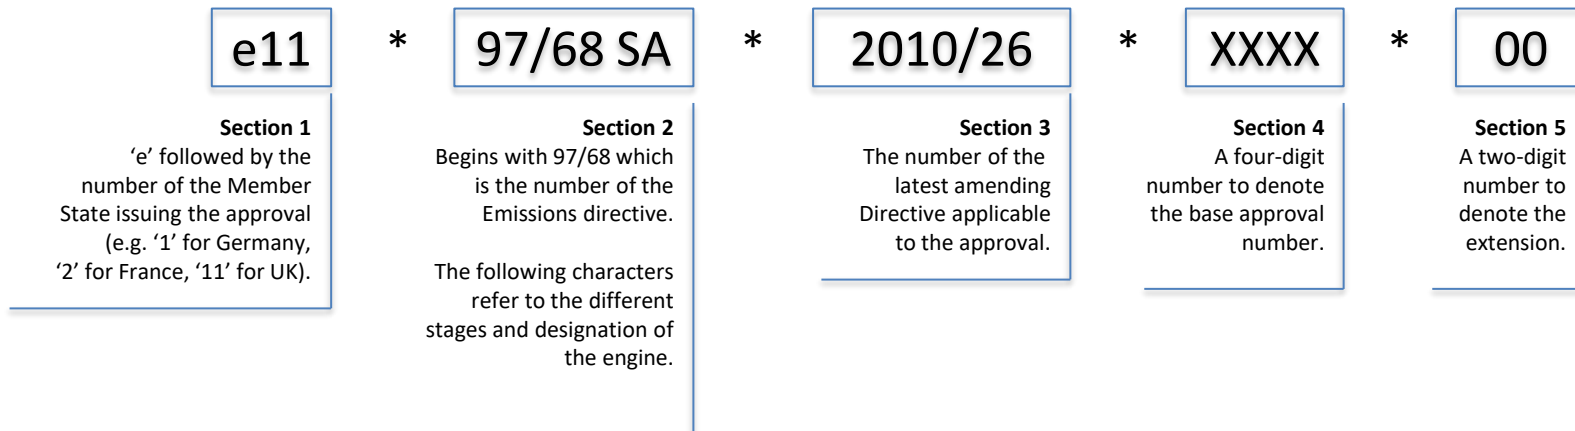 e11 * 97/68 SA * 2010/26 * XXXX * 00
Section 1
‘e’ followed by the
number of the Member
State issuing the approval
(e.g. ‘1’ for Germany,
‘2’ for France, ‘11’ for UK).
Section 2
Begins with 97/68 which
is the number of the
Emissions directive.
The following characters
refer to the different
stages and designation of
the engine.
Section 3
The number of the
latest amending
Directive applicable
to the approval.
Section 4
A four-digit
number to denote
the base approval
number.
Section 5
A two-digit
number to
denote the
extension.